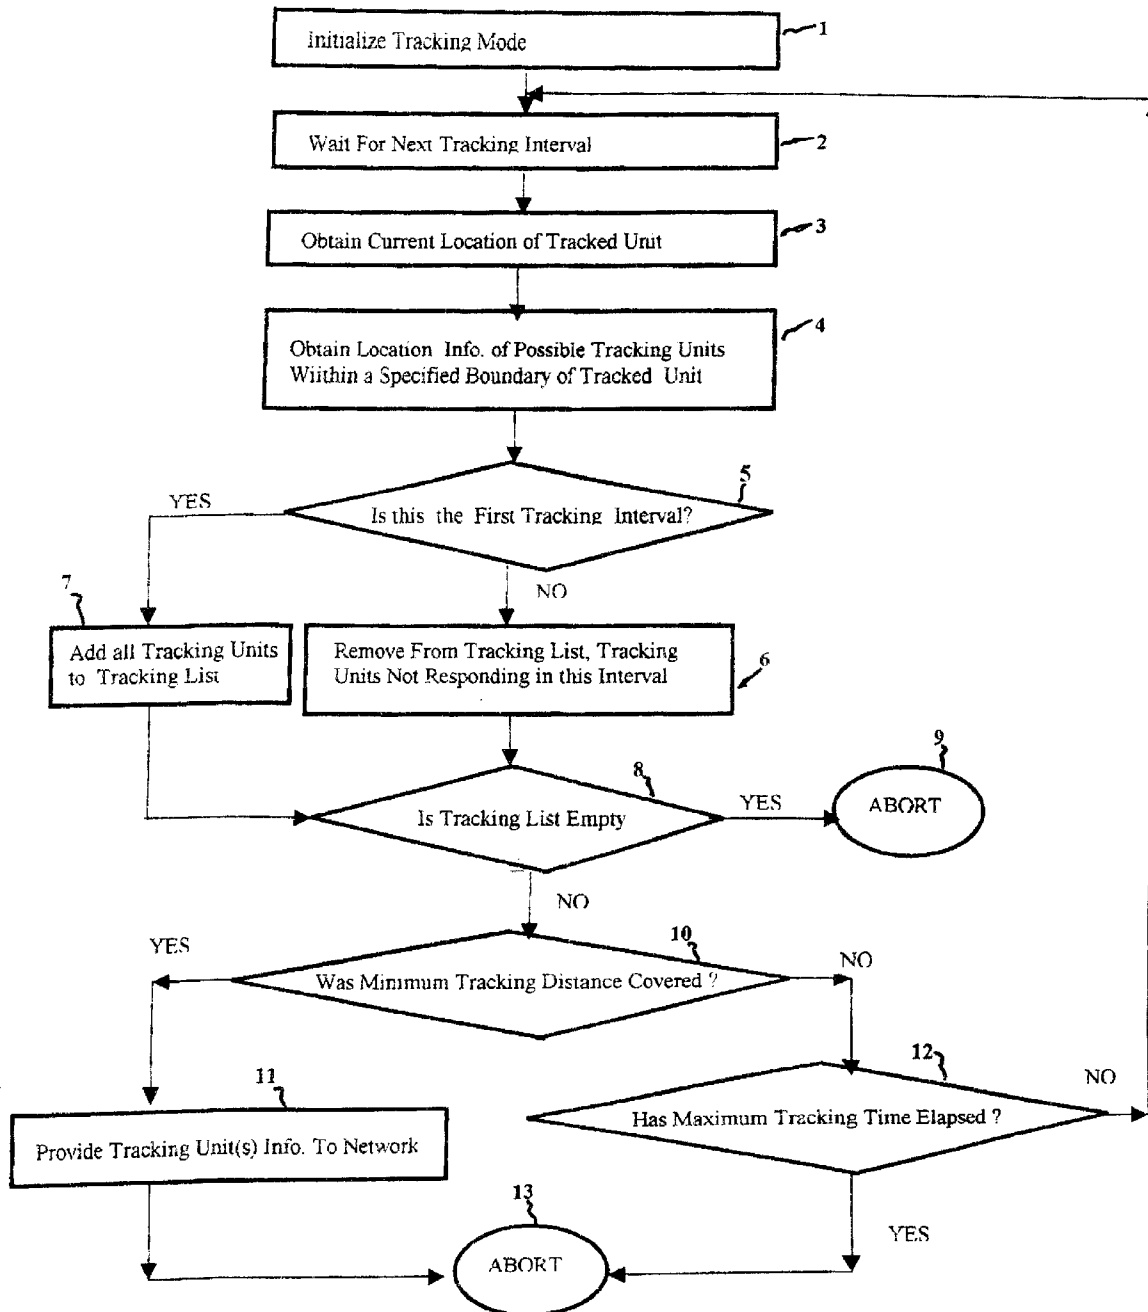 Initialize Tracking Mode
1
Wait For Next Tracking Interval
2
Obtain Current Location of Tracked Unit
3
Obtain Location Info. of Possible Tracking Units
Wiithin a Specified Boundary of Tracked Unit
4
5
YES
Is this the First Tracking Interval?
NO
7
Add all Tracking Units
to Tracking List
Remove From Tracking List, Tracking
Units Not Responding in this Interval
6
8
Is Tracking List Empty
YES
9
ABORT
NO
10
YES
Was Minimum Tracking Distance Covered ?
NO
12
Has Maximum Tracking Time Elapsed ?
NO
11
Provide Tracking Unit(s) Info. To Network
13
ABORT
YES